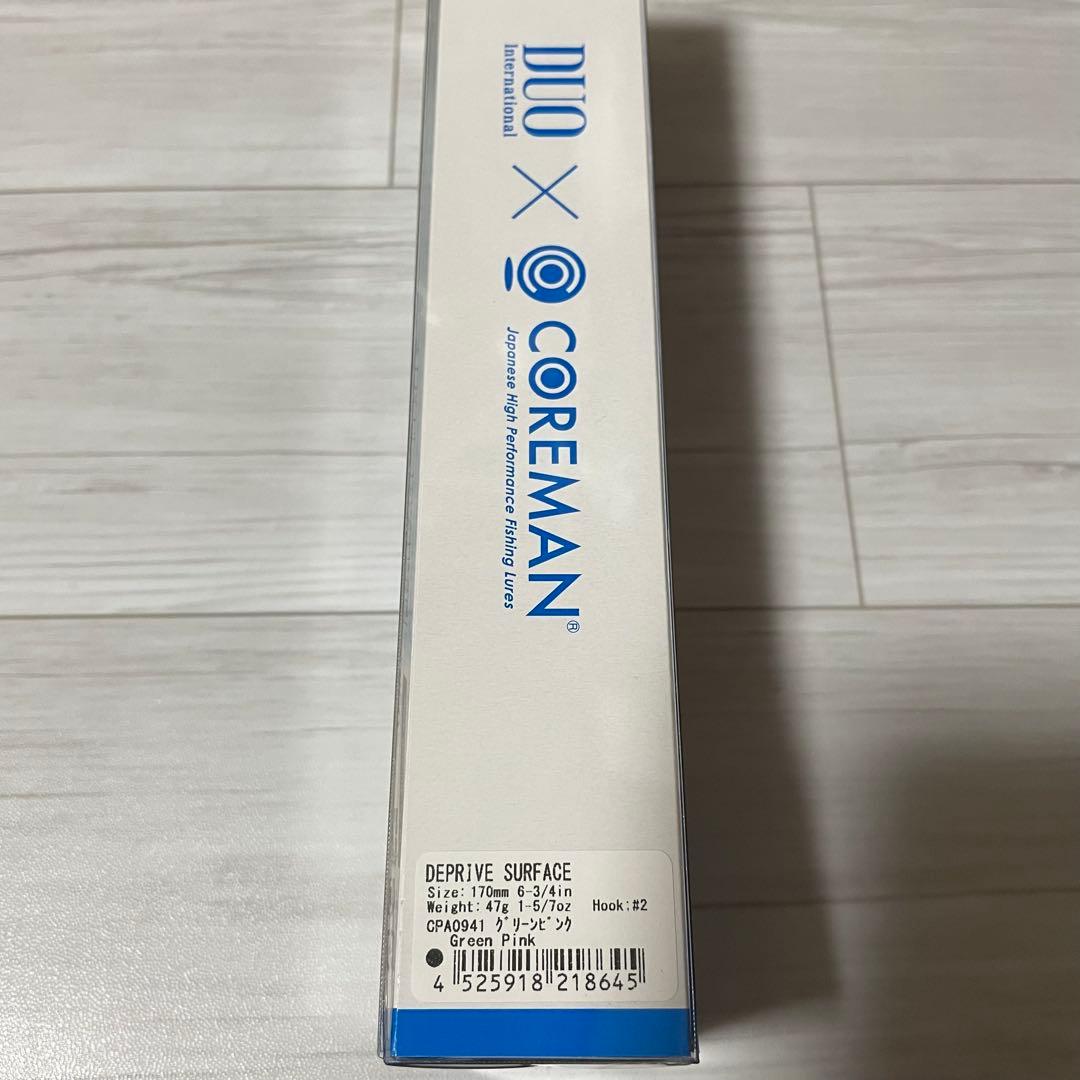 DUO
International
×
COREMAN®
Japanese High Performance Fishing Lures
DEPRIVE SURFACE
Size: 170mm 6-3/4in
Weight: 47g 1-5/7oz Hook:#2
CPA0941 グリーンピンク
Green Pink
4 525918 218645